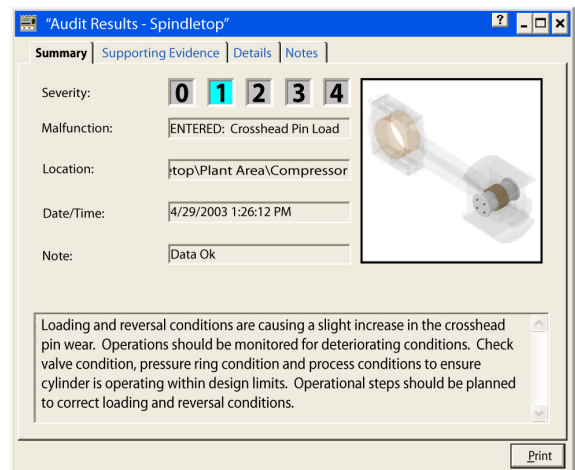 “Audit Results - Spindletop”
?
Summary Supporting Evidence Details Notes
Severity: 0 1 2 3 4
Malfunction: ENTERED: Crosshead Pin Load
Location: top\Plant Area\Compressor
Date/Time: 4/29/2003 1:26:12 PM
Note: Data Ok
Loading and reversal conditions are causing a slight increase in the crosshead
pin wear. Operations should be monitored for deteriorating conditions. Check
valve condition, pressure ring condition and process conditions to ensure
cylinder is operating within design limits. Operational steps should be planned
to correct loading and reversal conditions.
Print